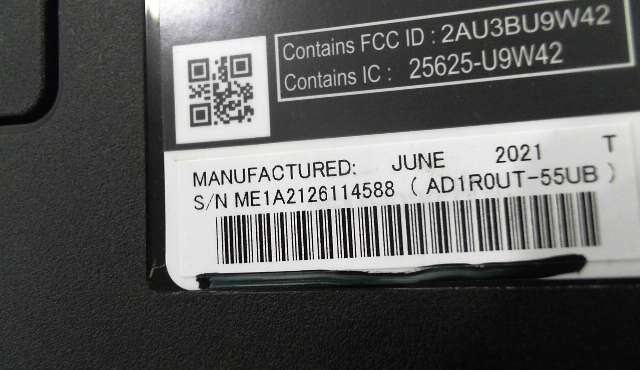 Contains FCC ID : 2AU3BU9W42
Contains IC : 25625-U9W42
MANUFACTURED: JUNE 2021 T
S/N ME1A2126114588 ( AD1R0UT-55UB )